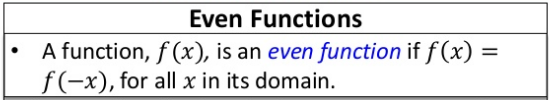 Even Functions
• A function, f(x), is an even function if f(x) =
f(−x), for all x in its domain.